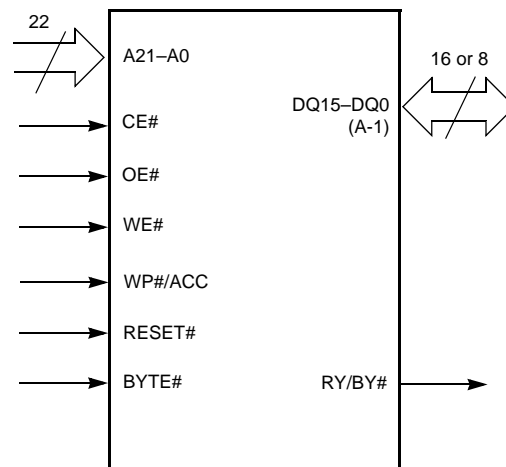 22
A21–A0
16 or 8
DQ15–DQ0
(A-1)
CE#
OE#
WE#
WP#/ACC
RESET#
BYTE#
RY/BY#